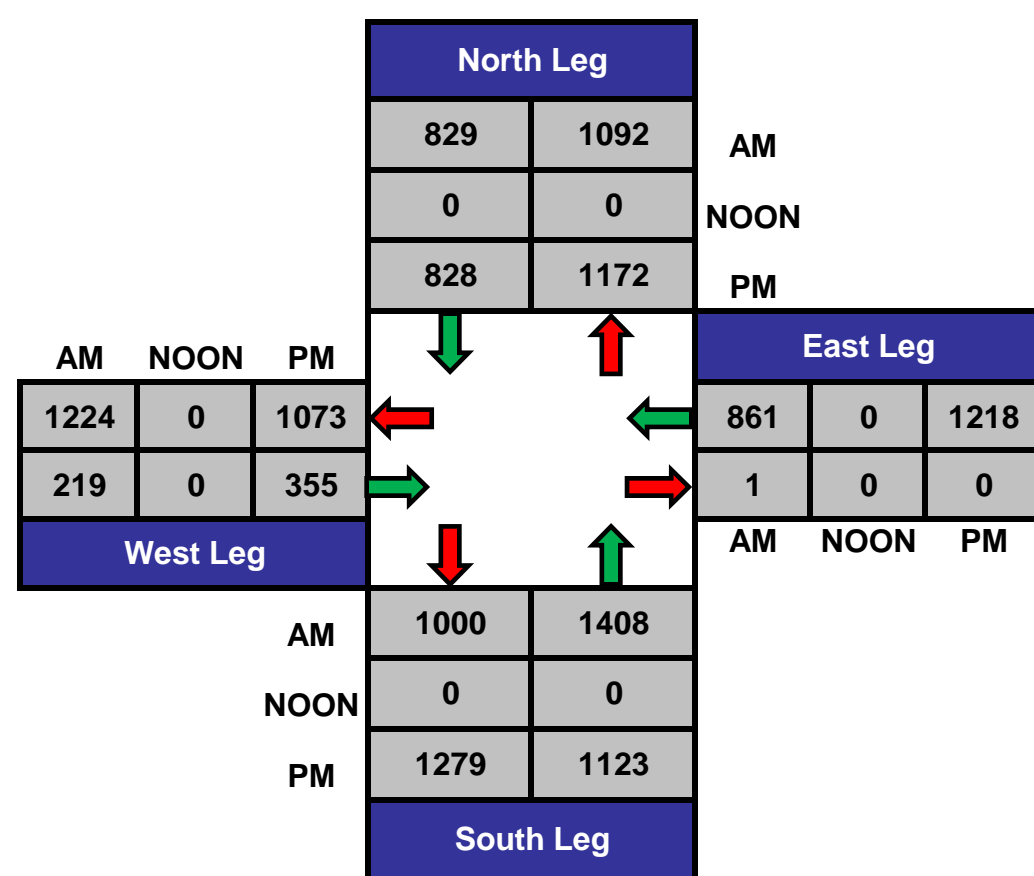 North Leg
829 1092 AM
0 0 NOON
828 1172 PM
AM NOON PM East Leg
1224 0 1073 861 0 1218
219 0 355 1 0 0
West Leg AM NOON PM
AM 1000 1408
NOON 0 0
PM 1279 1123
South Leg